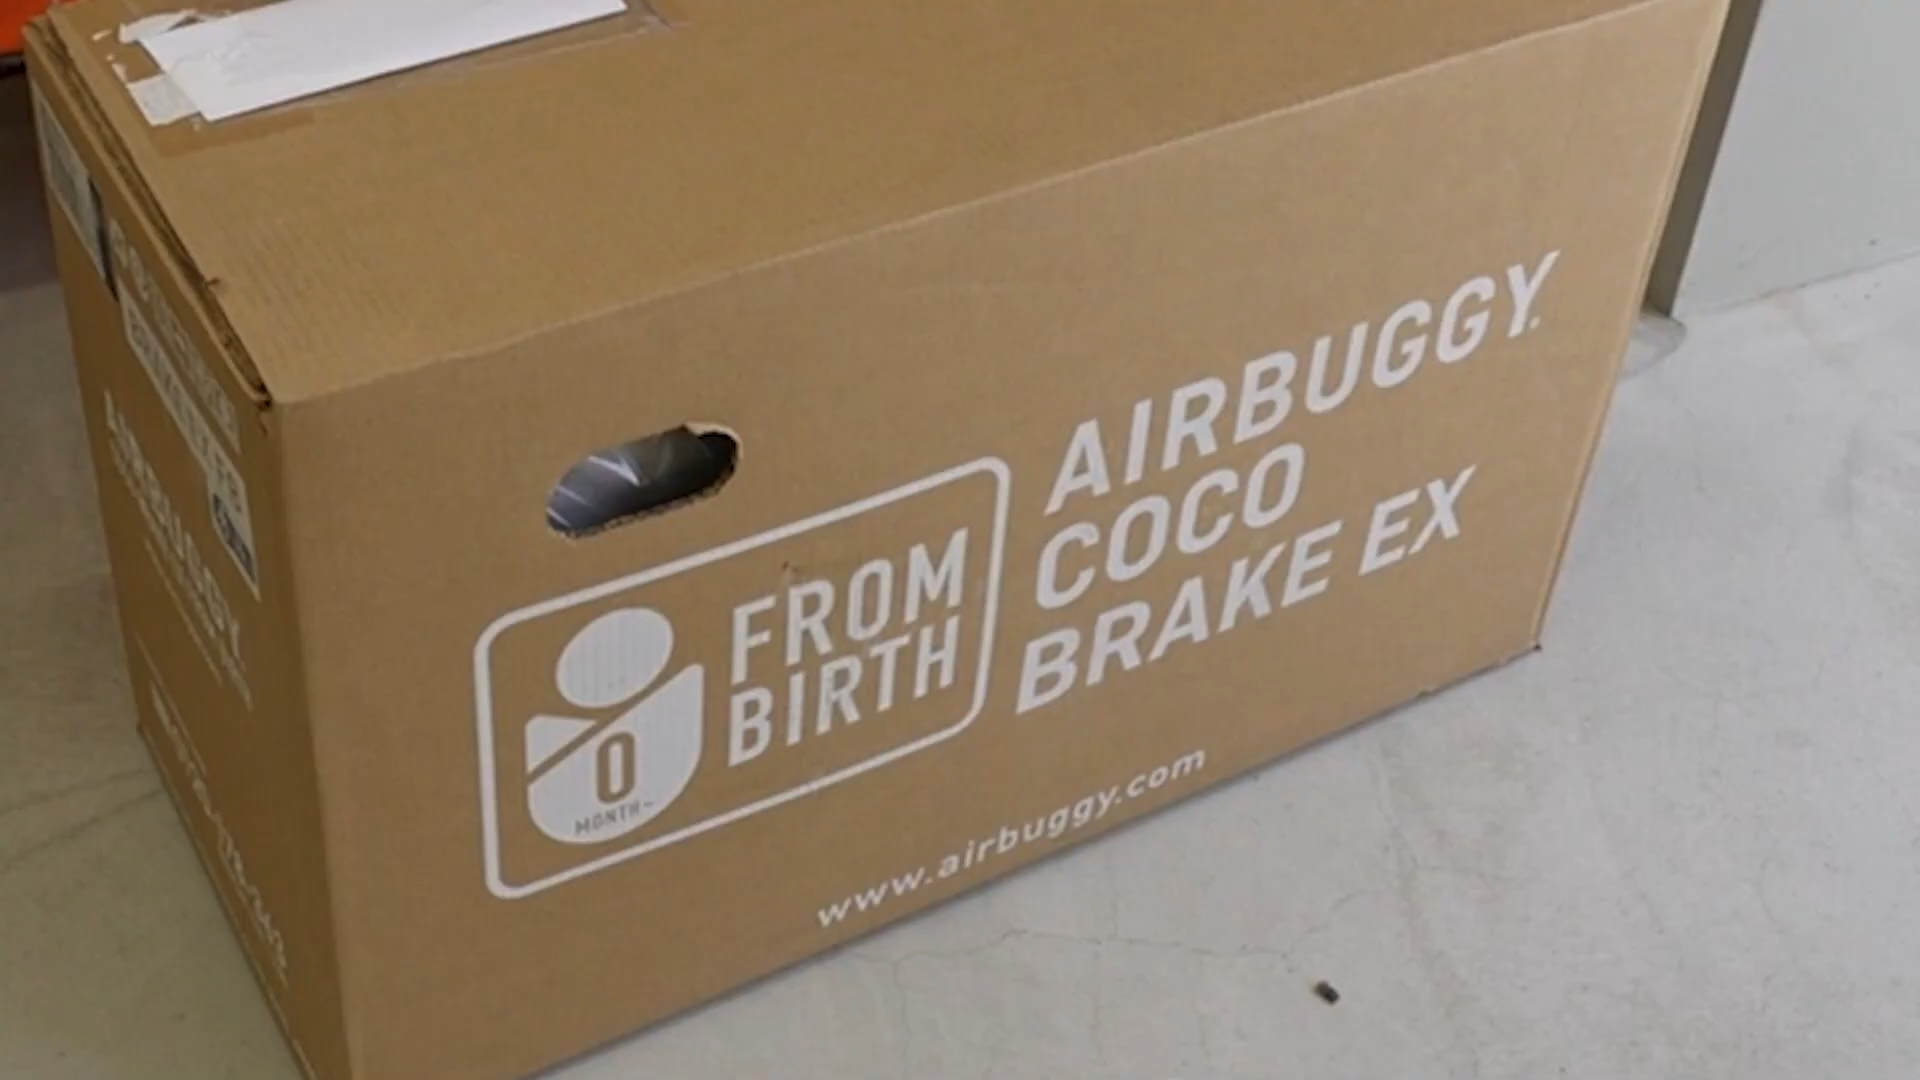 AIRBUGGY.
COCO
BRAKE EX
FROM
BIRTH
0
MONTH~
www.airbuggy.com
AIRBUGGY.